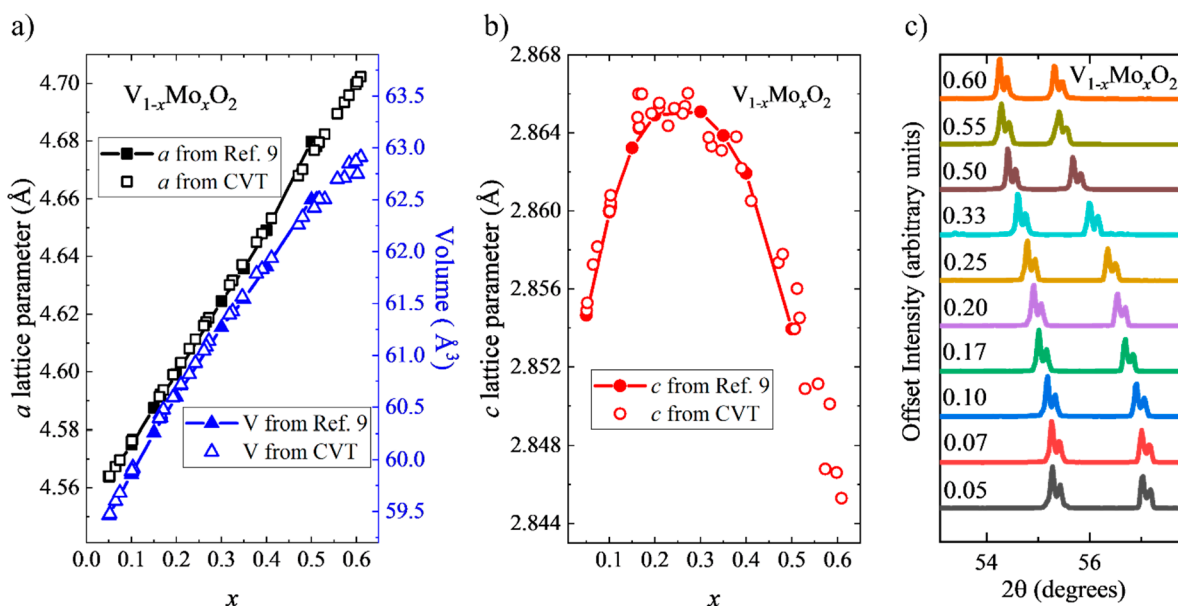 a)
V1-xMoxO2
a from Ref. 9
a from CVT
V from Ref. 9
V from CVT
a lattice parameter (Å)
4.70
4.68
4.66
4.64
4.62
4.60
4.58
4.56
Volume ( Å3)
63.5
63.0
62.5
62.0
61.5
61.0
60.5
60.0
59.5
0.0 0.1 0.2 0.3 0.4 0.5 0.6
x
b)
V1-xMoxO2
c from Ref. 9
c from CVT
c lattice parameter (Å)
2.868
2.864
2.860
2.856
2.852
2.848
2.844
0.0 0.1 0.2 0.3 0.4 0.5 0.6
x
c)
V1-xMoxO2
Offset Intensity (arbitrary units)
0.60
0.55
0.50
0.33
0.25
0.20
0.17
0.10
0.07
0.05
54 56
2θ (degrees)